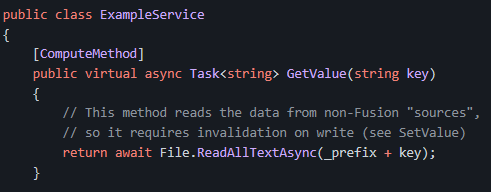 public class ExampleService
{
    [ComputeMethod]
    public virtual async Task<string> GetValue(string key)
    {
        // This method reads the data from non-Fusion "sources",
        // so it requires invalidation on write (see SetValue)
        return await File.ReadAllTextAsync(_prefix + key);
    }